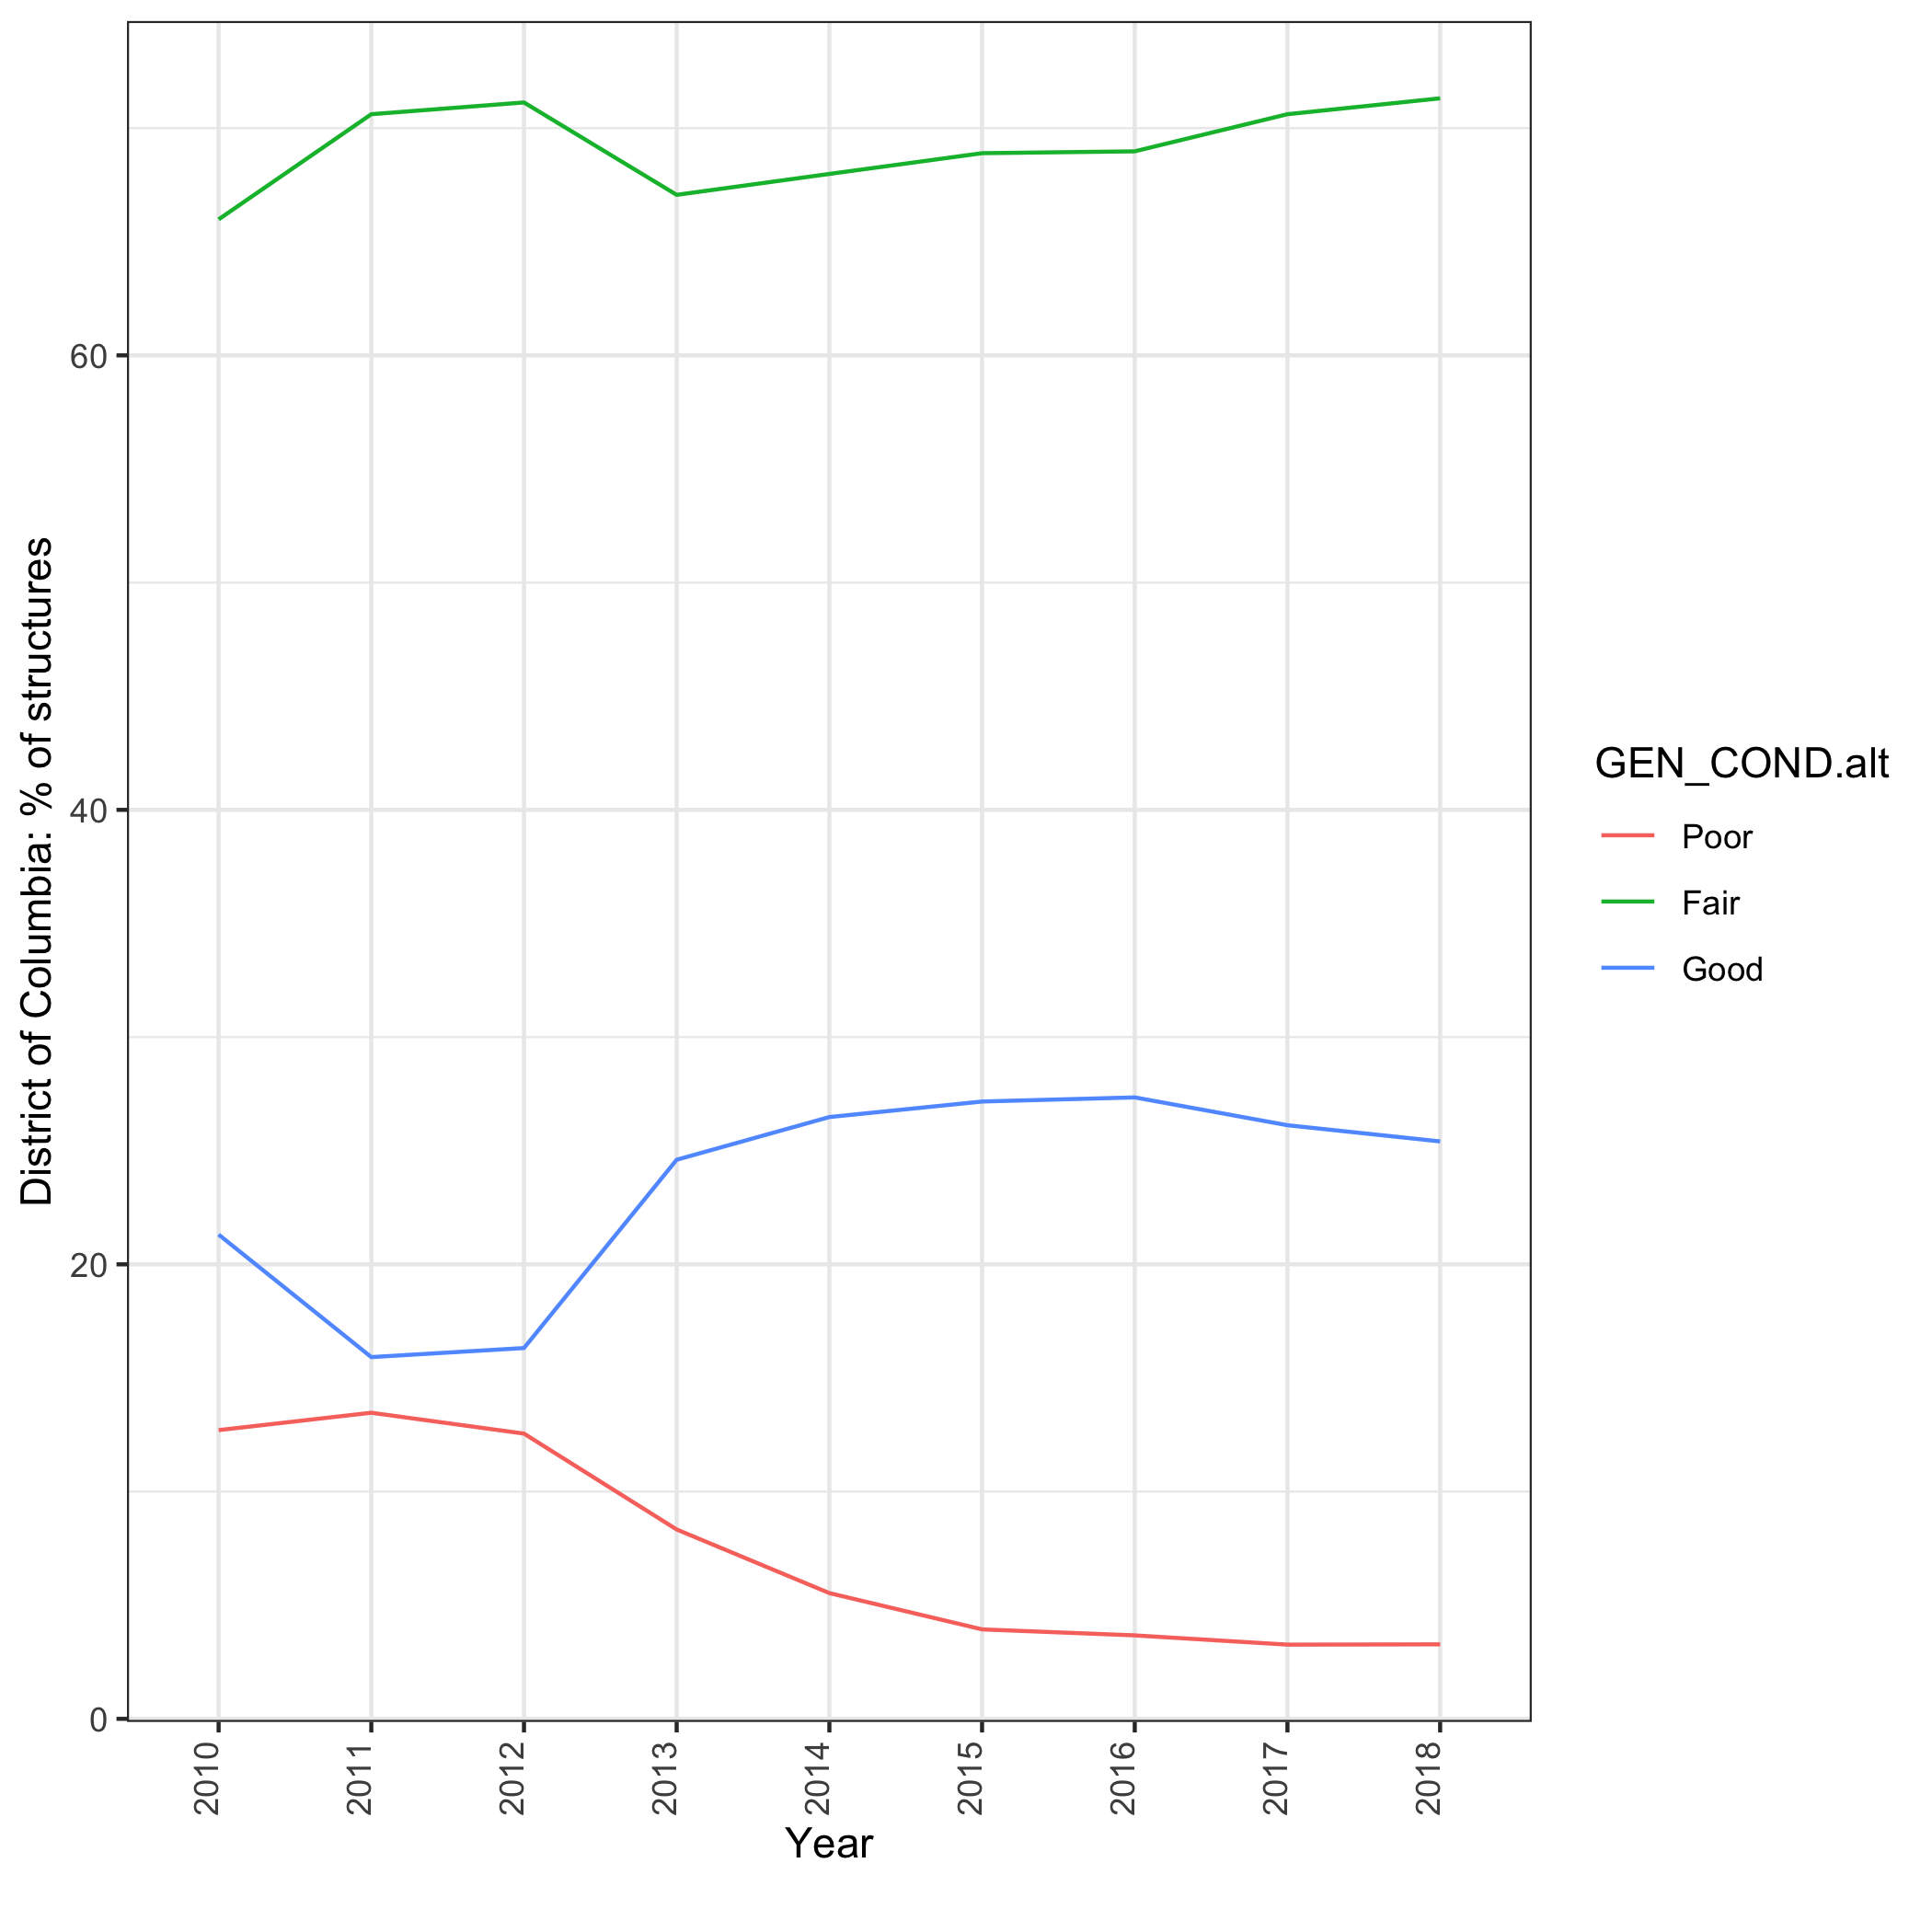 District of Columbia: % of structures
60
40
20
0
2010
2011
2012
2013
2014
2015
2016
2017
2018
Year
GEN_COND.alt
Poor
Fair
Good